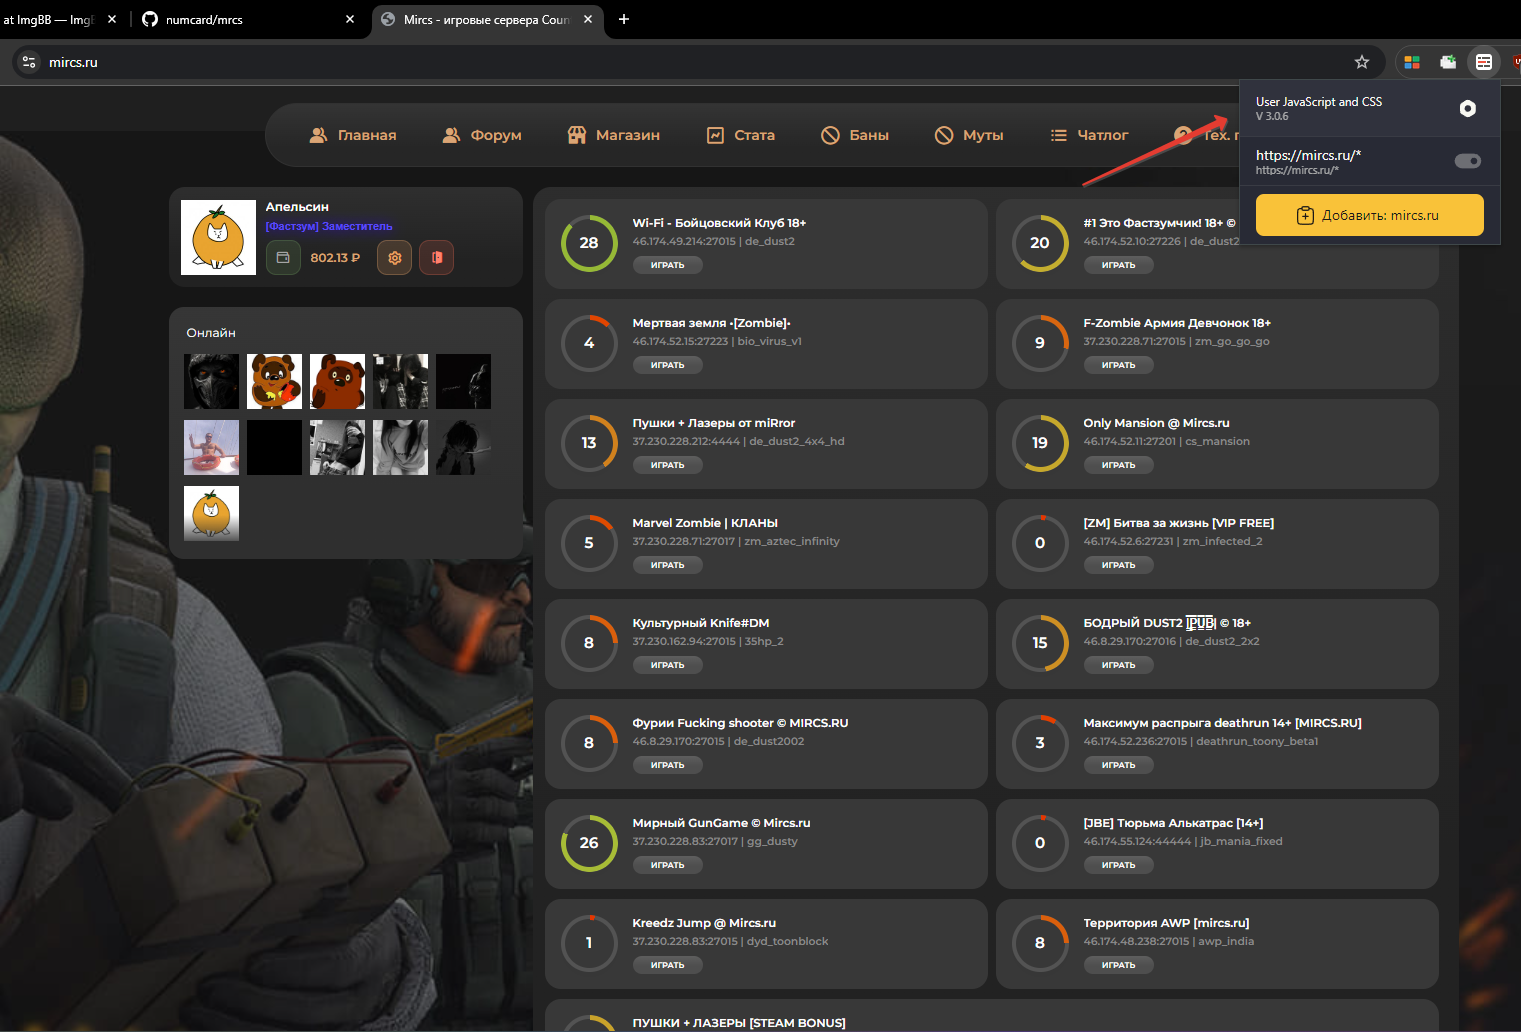 at ImgBB — Img
numcard/mrcs
Mircs - игровые сервера Coun
mircs.ru
User JavaScript and CSS
V 3.0.6
https://mircs.ru/*
https://mircs.ru/*
Добавить: mircs.ru
Главная
Форум
Магазин
Стата
Баны
Муты
Чатлог
Тех. п
Апельсин
[Фастзум] Заместитель
802.13 ₽
Онлайн
28
Wi-Fi - Бойцовский Клуб 18+
46.174.49.214:27015 | de_dust2
ИГРАТЬ
20
#1 Это Фастзумчик! 18+ ©
46.174.52.10:27226 | de_dust2
ИГРАТЬ
4
Мертвая земля •[Zombie]•
46.174.52.15:27223 | bio_virus_v1
ИГРАТЬ
9
F-Zombie Армия Девчонок 18+
37.230.228.71:27015 | zm_go_go_go
ИГРАТЬ
13
Пушки + Лазеры от miRror
37.230.228.212:4444 | de_dust2_4x4_hd
ИГРАТЬ
19
Only Mansion @ Mircs.ru
46.174.52.11:27201 | cs_mansion
ИГРАТЬ
5
Marvel Zombie | КЛАНЫ
37.230.228.71:27017 | zm_aztec_infinity
ИГРАТЬ
0
[ZM] Битва за жизнь [VIP FREE]
46.174.52.6:27231 | zm_infected_2
ИГРАТЬ
8
Культурный Knife#DM
37.230.162.94:27015 | 35hp_2
ИГРАТЬ
15
БОДРЫЙ DUST2 |PUB| © 18+
46.8.29.170:27016 | de_dust2_2x2
ИГРАТЬ
8
Фурии Fucking shooter © MIRCS.RU
46.8.29.170:27015 | de_dust2002
ИГРАТЬ
3
Максимум распрыга deathrun 14+ [MIRCS.RU]
46.174.52.236:27015 | deathrun_toony_beta1
ИГРАТЬ
26
Мирный GunGame © Mircs.ru
37.230.228.83:27017 | gg_dusty
ИГРАТЬ
0
[JBE] Тюрьма Алькатрас [14+]
46.174.55.124:44444 | jb_mania_fixed
ИГРАТЬ
1
Kreedz Jump @ Mircs.ru
37.230.228.83:27015 | dyd_toonblock
ИГРАТЬ
8
Территория AWP [mircs.ru]
46.174.48.238:27015 | awp_india
ИГРАТЬ
ПУШКИ + ЛАЗЕРЫ [STEAM BONUS]